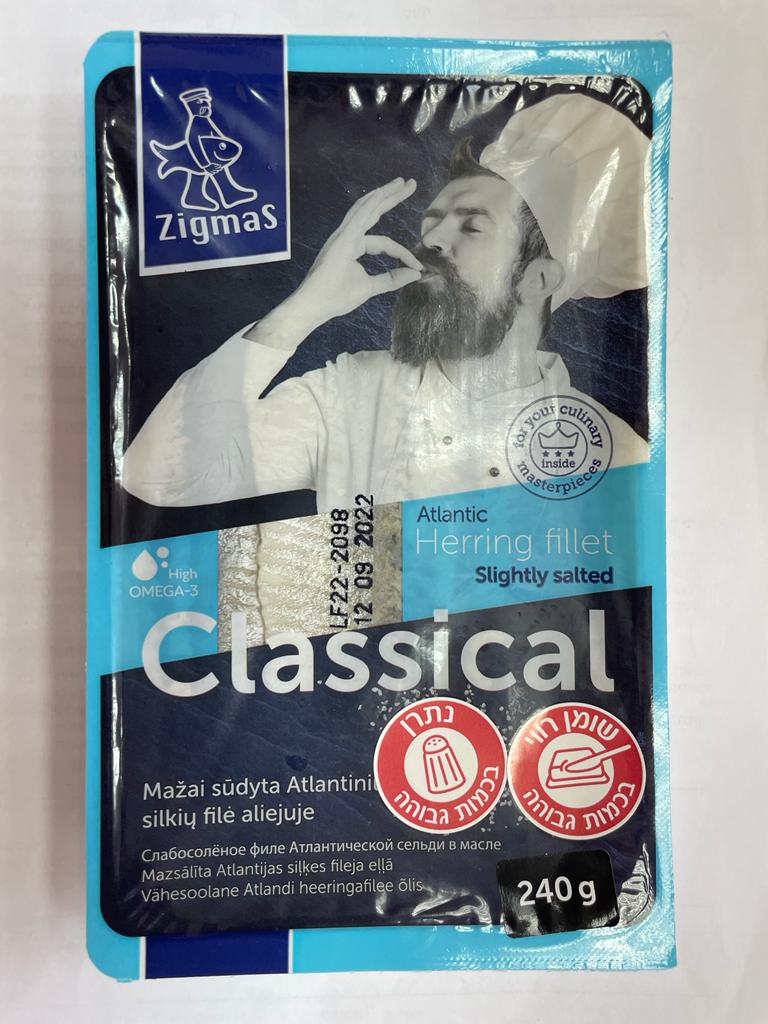 ZigmaS
for your culinary
inside
masterpieces
LF22-2098
12 09 2022
Atlantic
Herring fillet
Slightly salted
High
OMEGA-3
Classical
נתרן
בכמות גבוהה
שומן רווי
בכמות גבוהה
Mažai sūdyta Atlantini
silkių filė aliejuje
Слабосолёное филе Атлантической сельди в масле
Mazsālīta Atlantijas siļķes fileja eļļā
Vähesoolane Atlandi heeringafilee õlis
240 g